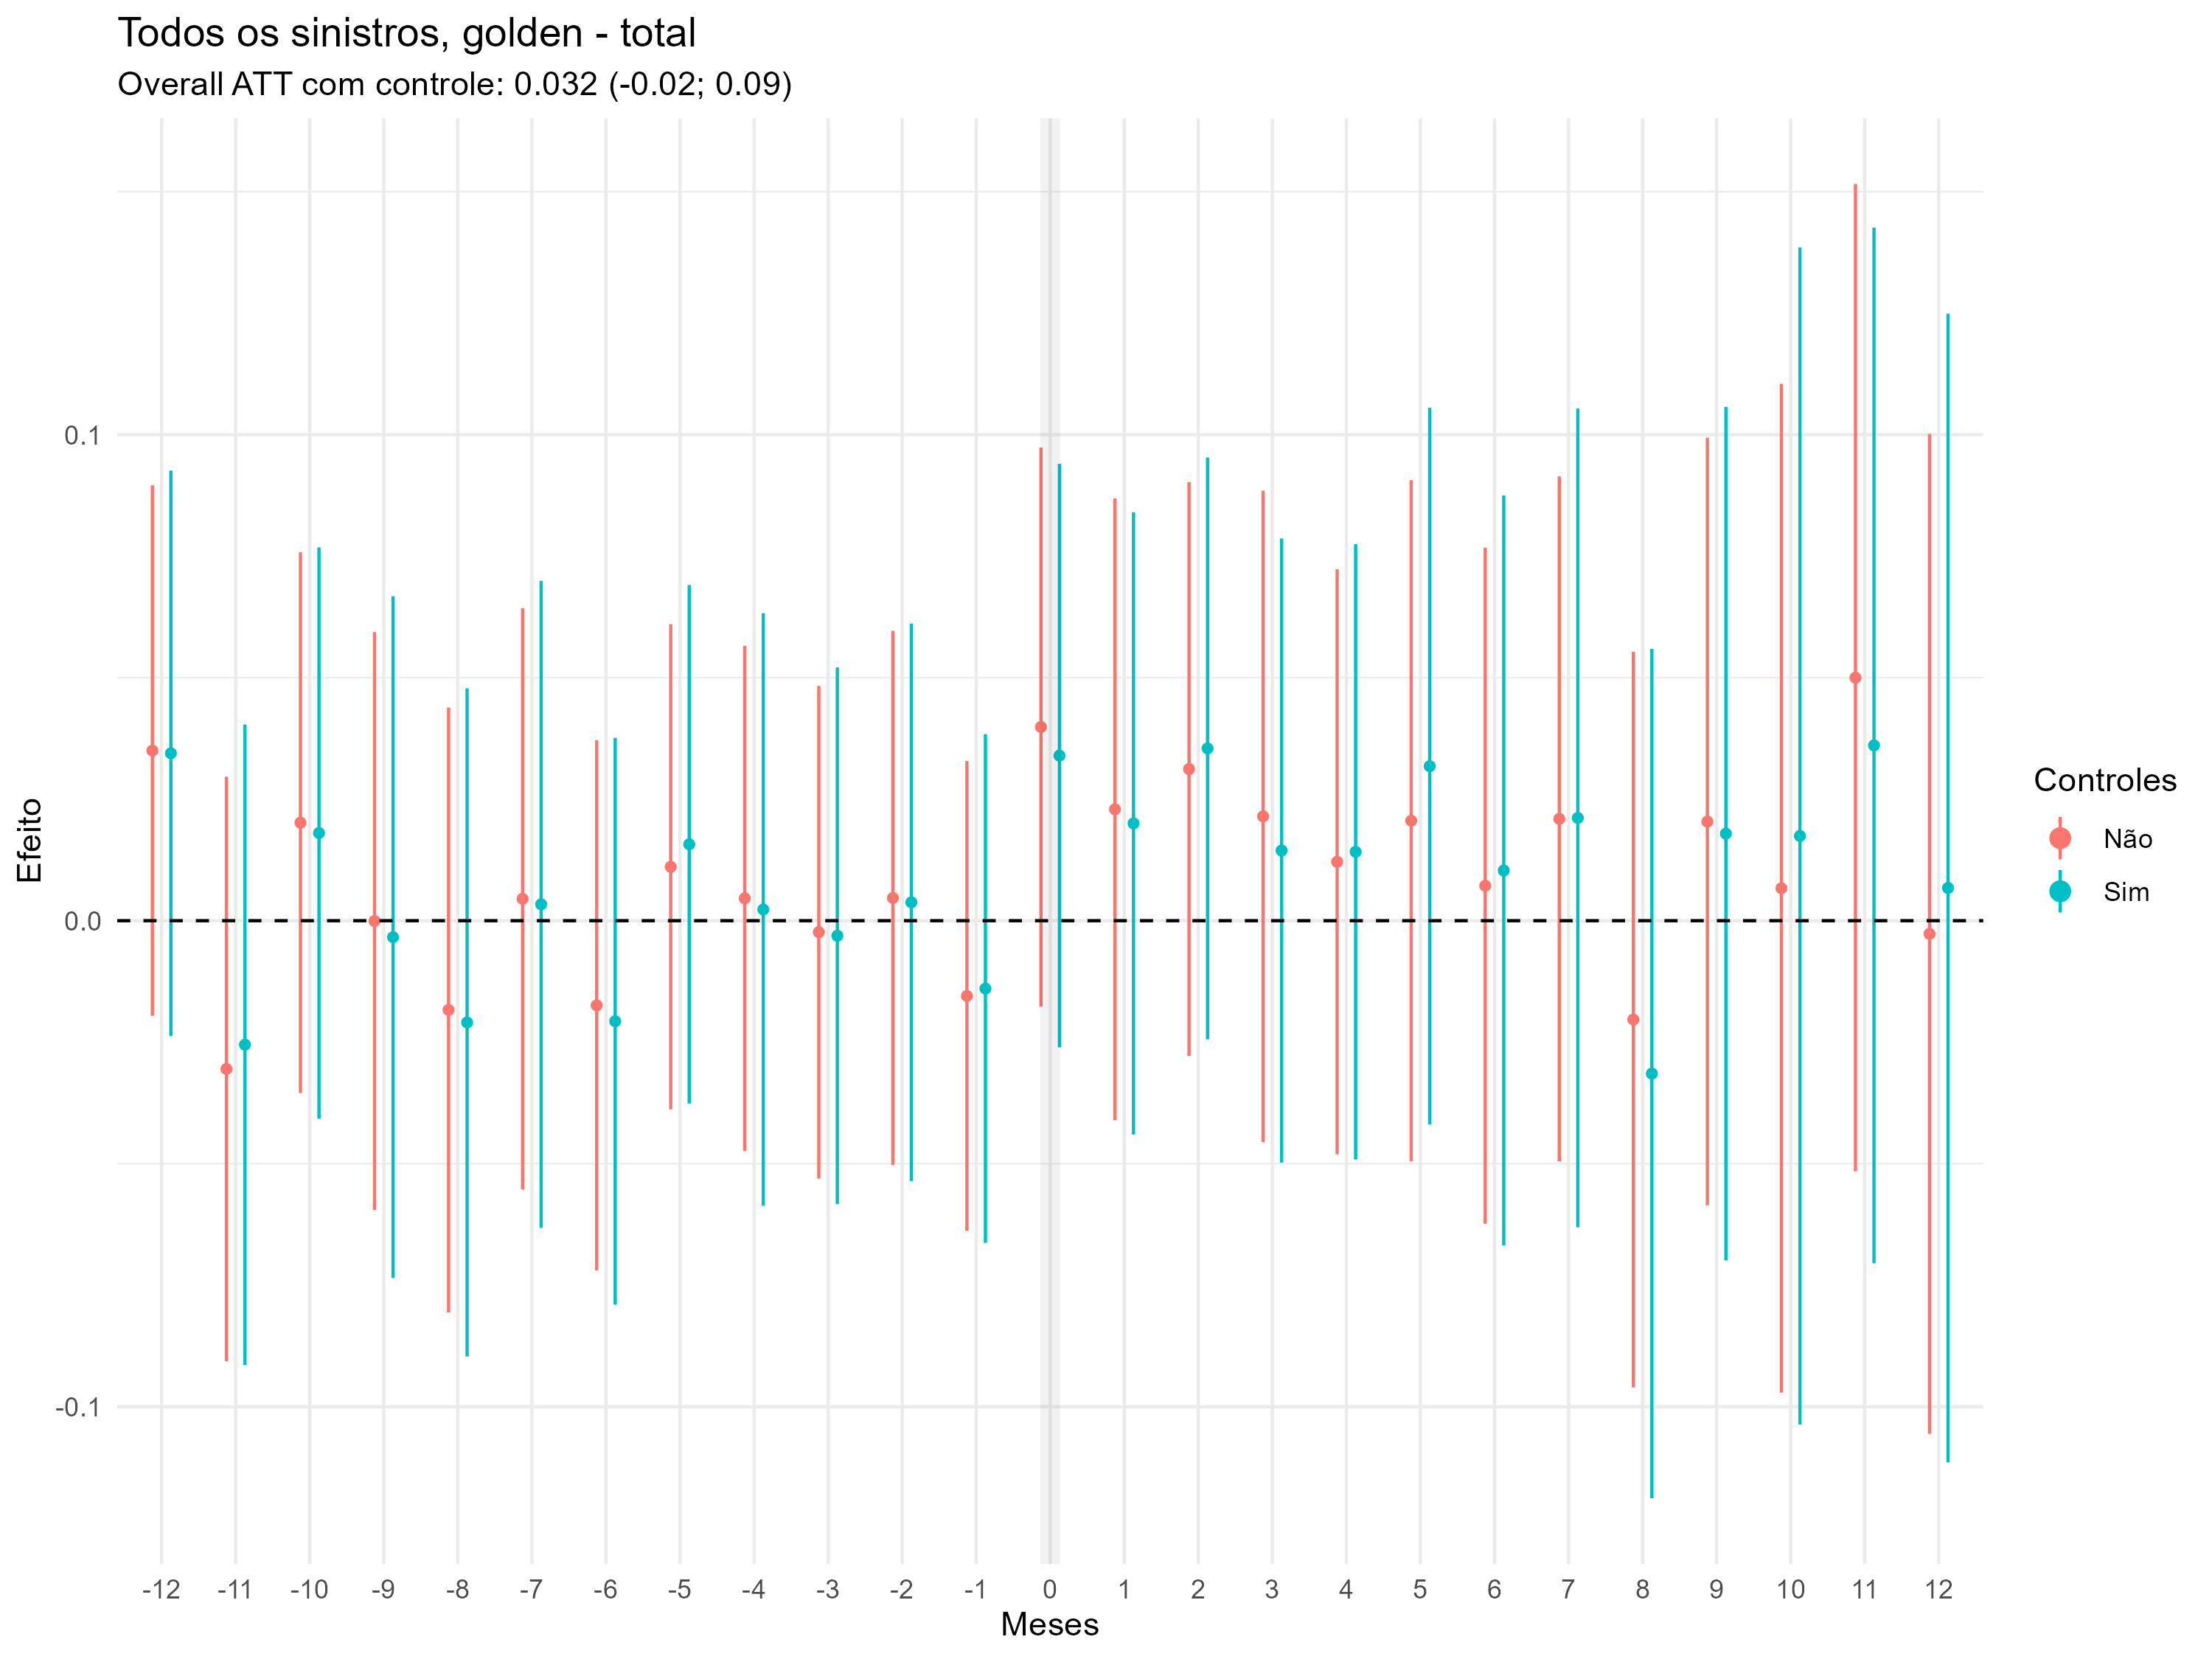 Todos os sinistros, golden - total
Overall ATT com controle: 0.032 (-0.02; 0.09)
Efeito
0.1
0.0
-0.1
-12 -11 -10 -9 -8 -7 -6 -5 -4 -3 -2 -1 0 1 2 3 4 5 6 7 8 9 10 11 12
Meses
Controles
Não
Sim